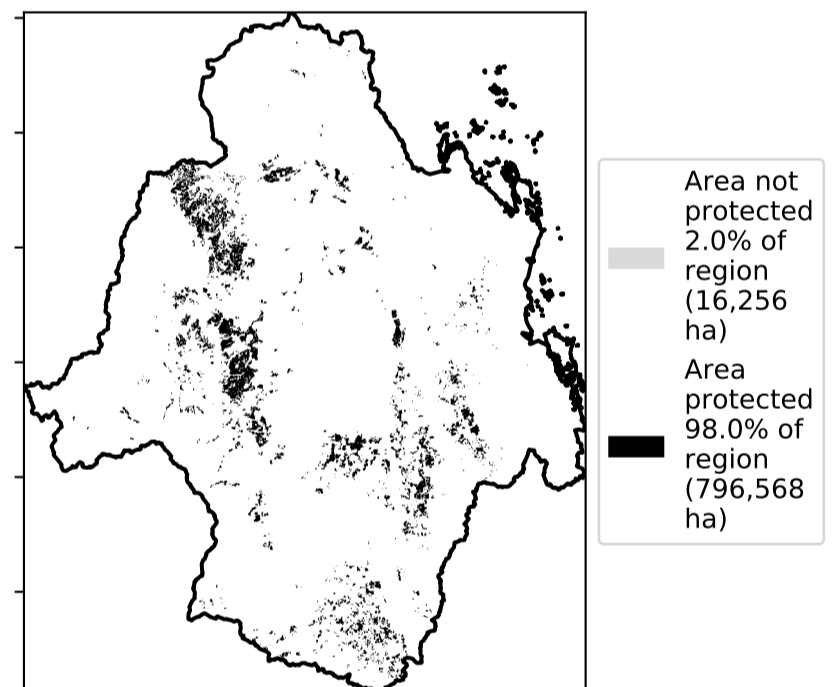 Area not
protected
2.0% of
region
(16,256
ha)
Area
protected
98.0% of
region
(796,568
ha)